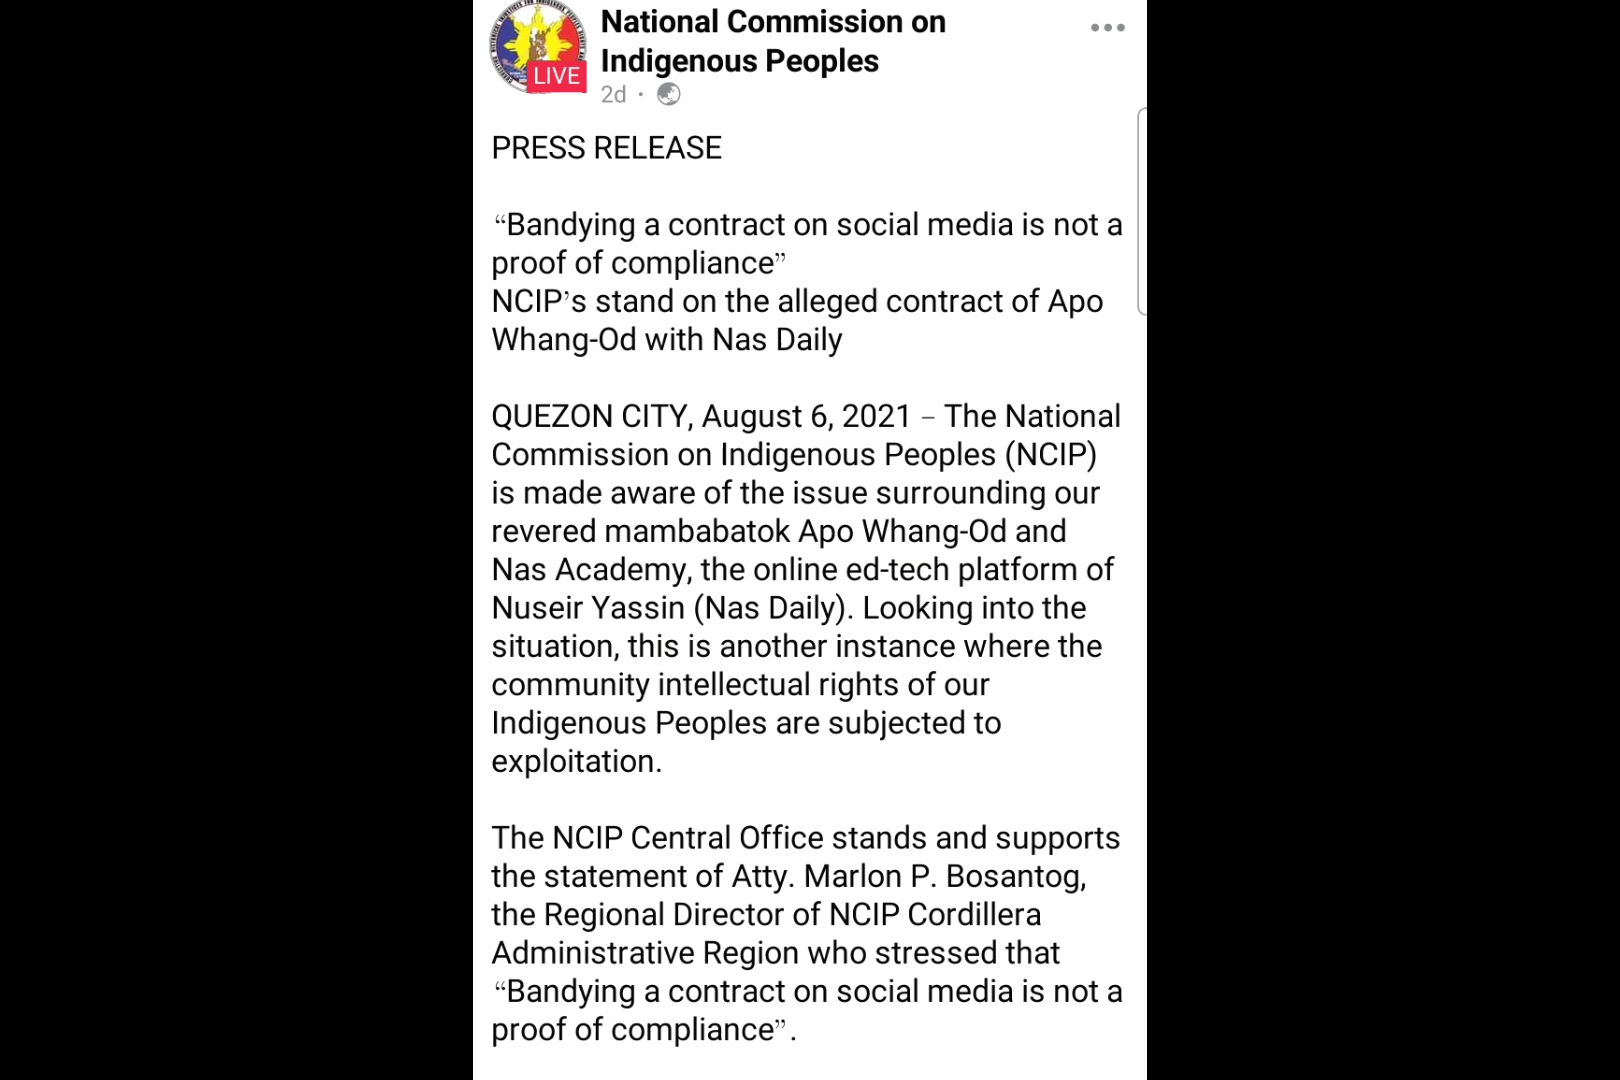 National Commission on
Indigenous Peoples
LIVE
2d ·
PRESS RELEASE
“Bandying a contract on social media is not a
proof of compliance”
NCIP’s stand on the alleged contract of Apo
Whang-Od with Nas Daily
QUEZON CITY, August 6, 2021 – The National
Commission on Indigenous Peoples (NCIP)
is made aware of the issue surrounding our
revered mambabatok Apo Whang-Od and
Nas Academy, the online ed-tech platform of
Nuseir Yassin (Nas Daily). Looking into the
situation, this is another instance where the
community intellectual rights of our
Indigenous Peoples are subjected to
exploitation.
The NCIP Central Office stands and supports
the statement of Atty. Marlon P. Bosantog,
the Regional Director of NCIP Cordillera
Administrative Region who stressed that
“Bandying a contract on social media is not a
proof of compliance”.